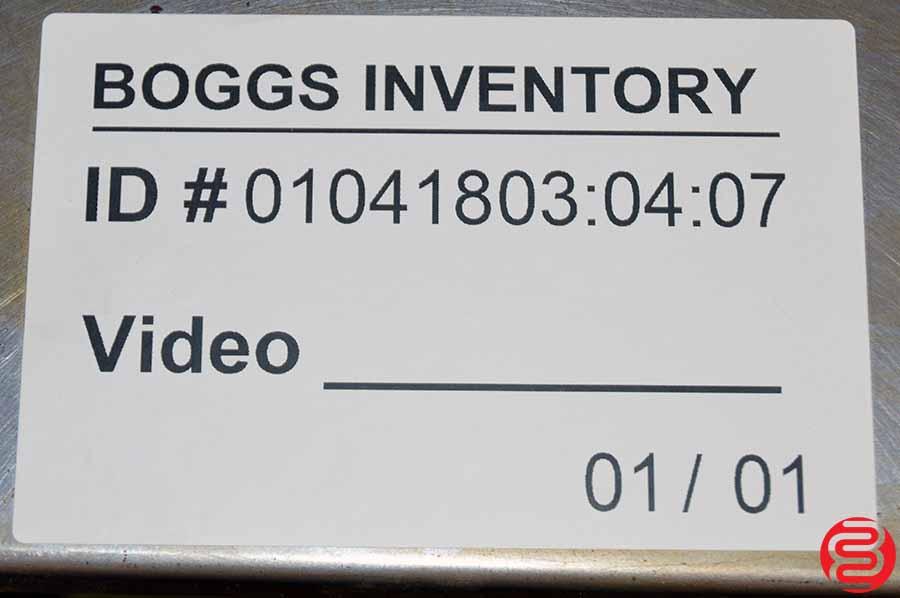 BOGGS INVENTORY
ID # 01041803:04:07
Video
01 / 01